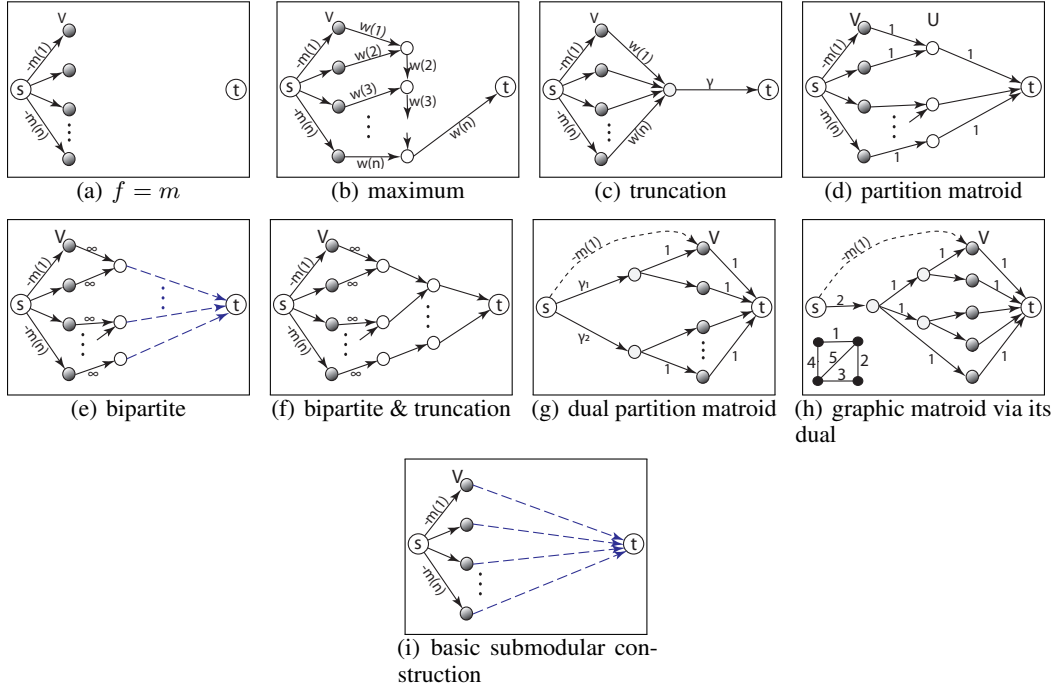 V
-m(1)
s
-m(n)
t
(a) f = m
V
-m(1)
s
-m(n)
w(1)
w(2)
w(3)
w(n)
w(2)
w(3)
w(n)
t
(b) maximum
V
-m(1)
s
-m(n)
w(1)
w(n)
γ
t
(c) truncation
V
U
-m(1)
s
-m(n)
1
1
1
1
1
t
(d) partition matroid
V
-m(1)
s
-m(n)
∞
∞
∞
∞
t
(e) bipartite
V
-m(1)
s
-m(n)
∞
∞
∞
∞
t
(f) bipartite & truncation
V
-m(1)
s
γ₁
γ₂
1
1
1
1
1
1
t
(g) dual partition matroid
V
-m(1)
s
2
1
1
1
1
1
1
1
t
1
4
5
2
3
(h) graphic matroid via its
dual
V
-m(1)
s
-m(n)
t
(i) basic submodular con-
struction